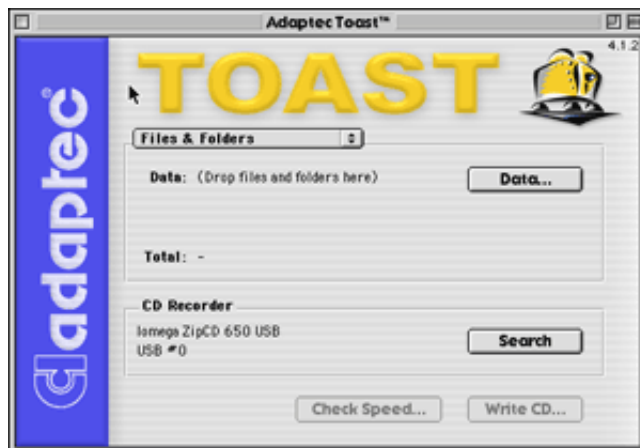 Adaptec Toast™
4.1.2
adaptec®
TOAST
Files & Folders
Data: (Drop files and folders here)
Data...
Total: -
CD Recorder
Iomega ZipCD 650 USB
USB #0
Search
Check Speed...
Write CD...